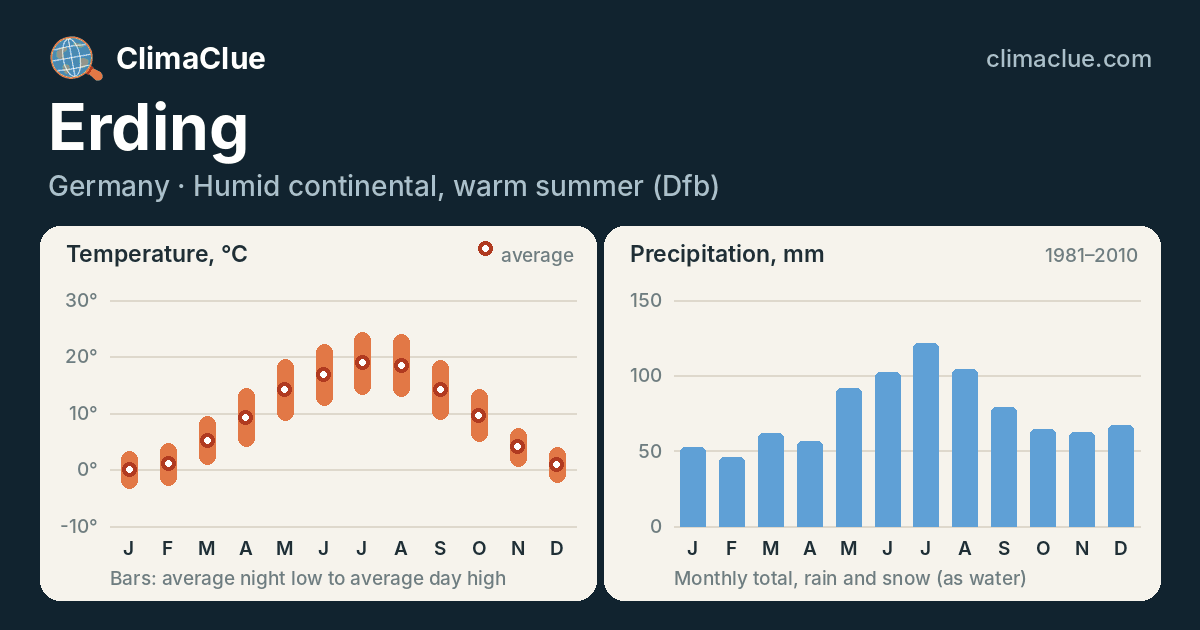 ClimaClue
climaclue.com
Erding
Germany · Humid continental, warm summer (Dfb)
Temperature, °C
average
30°
20°
10°
0°
-10°
J F M A M J J A S O N D
Bars: average night low to average day high
Precipitation, mm
1981–2010
150
100
50
0
J F M A M J J A S O N D
Monthly total, rain and snow (as water)